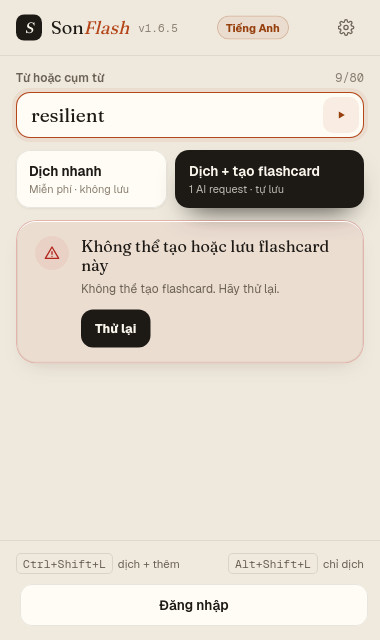 S SonFlash v1.6.5 Tiếng Anh
Từ hoặc cụm từ 9/80
resilient
Dịch nhanh
Miễn phí · không lưu
Dịch + tạo flashcard
1 AI request · tự lưu
Không thể tạo hoặc lưu flashcard
này
Không thể tạo flashcard. Hãy thử lại.
Thử lại
Ctrl+Shift+L dịch + thêm Alt+Shift+L chỉ dịch
Đăng nhập